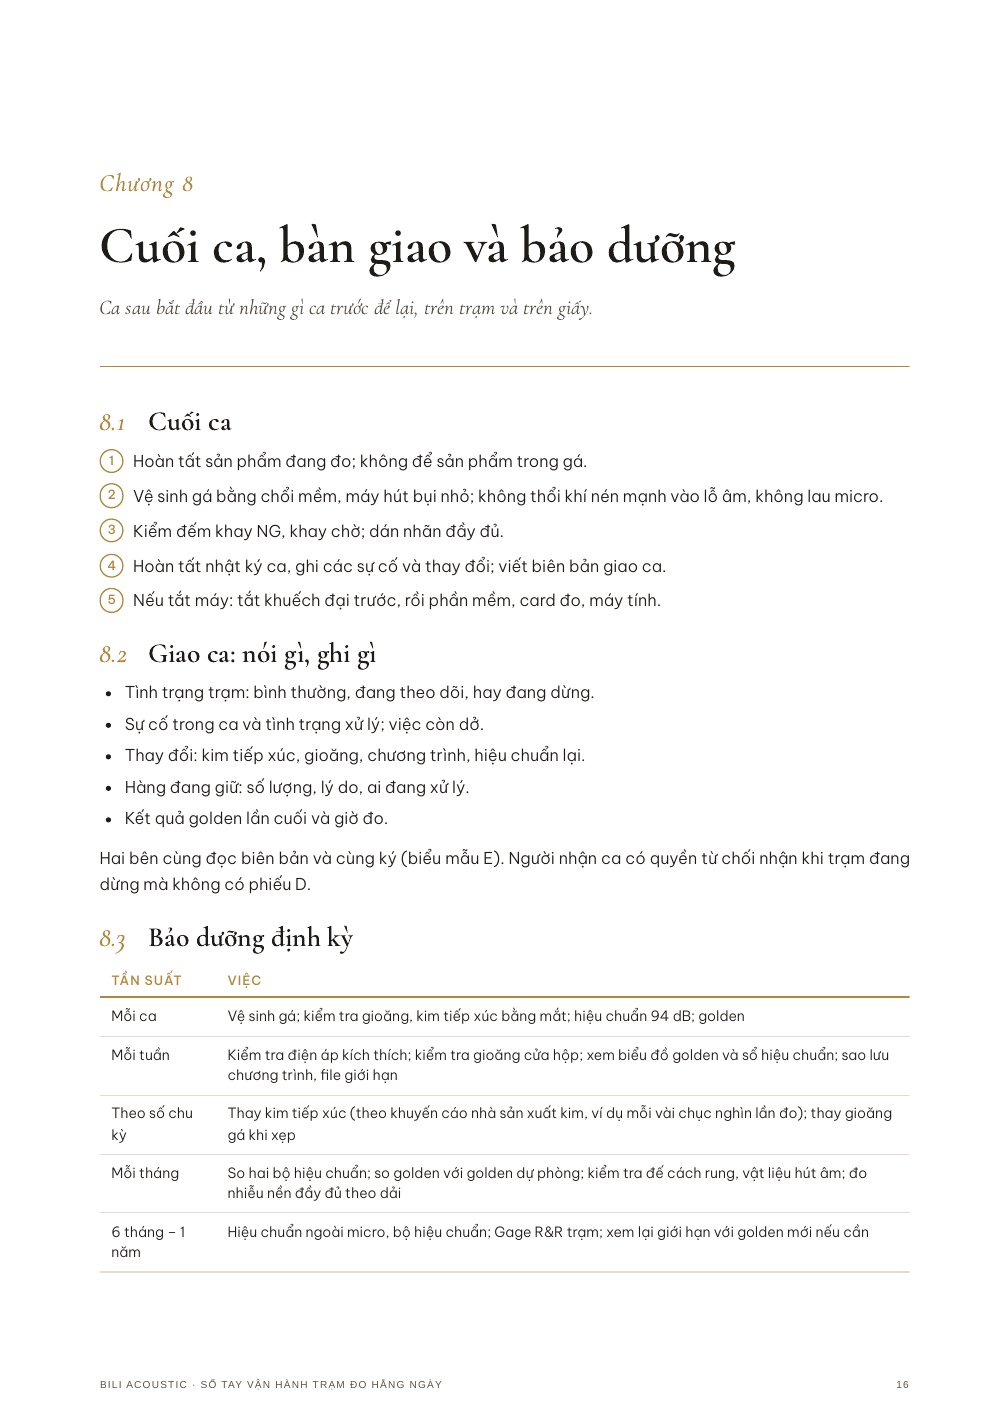 Chương 8
Cuối ca, bàn giao và bảo dưỡng
Ca sau bắt đầu từ những gì ca trước để lại, trên trạm và trên giấy.
8.1 Cuối ca
1 Hoàn tất sản phẩm đang đo; không để sản phẩm trong gá.
2 Vệ sinh gá bằng chổi mềm, máy hút bụi nhỏ; không thổi khí nén mạnh vào lỗ âm, không lau micro.
3 Kiểm đếm khay NG, khay chờ; dán nhãn đầy đủ.
4 Hoàn tất nhật ký ca, ghi các sự cố và thay đổi; viết biên bản giao ca.
5 Nếu tắt máy: tắt khuếch đại trước, rồi phần mềm, card đo, máy tính.
8.2 Giao ca: nói gì, ghi gì
• Tình trạng trạm: bình thường, đang theo dõi, hay đang dừng.
• Sự cố trong ca và tình trạng xử lý; việc còn dở.
• Thay đổi: kim tiếp xúc, gioăng, chương trình, hiệu chuẩn lại.
• Hàng đang giữ: số lượng, lý do, ai đang xử lý.
• Kết quả golden lần cuối và giờ đo.
Hai bên cùng đọc biên bản và cùng ký (biểu mẫu E). Người nhận ca có quyền từ chối nhận khi trạm đang
dừng mà không có phiếu D.
8.3 Bảo dưỡng định kỳ
TẦN SUẤT VIỆC
Mỗi ca Vệ sinh gá; kiểm tra gioăng, kim tiếp xúc bằng mắt; hiệu chuẩn 94 dB; golden
Mỗi tuần Kiểm tra điện áp kích thích; kiểm tra gioăng cửa hộp; xem biểu đồ golden và sổ hiệu chuẩn; sao lưu
chương trình, file giới hạn
Theo số chu Thay kim tiếp xúc (theo khuyến cáo nhà sản xuất kim, ví dụ mỗi vài chục nghìn lần đo); thay gioăng
kỳ gá khi xẹp
Mỗi tháng So hai bộ hiệu chuẩn; so golden với golden dự phòng; kiểm tra đế cách rung, vật liệu hút âm; đo
nhiễu nền đầy đủ theo dải
6 tháng – 1 Hiệu chuẩn ngoài micro, bộ hiệu chuẩn; Gage R&R trạm; xem lại giới hạn với golden mới nếu cần
năm
BILI ACOUSTIC · SỔ TAY VẬN HÀNH TRẠM ĐO HẰNG NGÀY 16